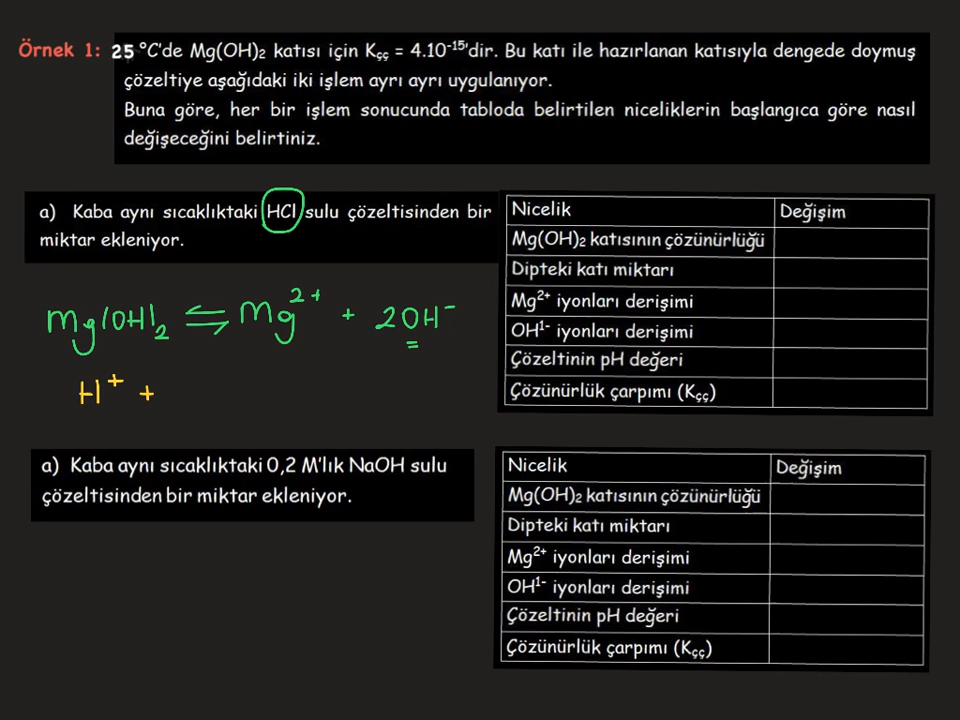 Örnek 1: 25 °C'de Mg(OH)₂ katısı için Kçç = 4.10⁻¹⁵'dir. Bu katı ile hazırlanan katısıyla dengede doymuş
çözeltiye aşağıdaki iki işlem ayrı ayrı uygulanıyor.
Buna göre, her bir işlem sonucunda tabloda belirtilen niceliklerin başlangıca göre nasıl
değişeceğini belirtiniz.
a) Kaba aynı sıcaklıktaki HCl sulu çözeltisinden bir
miktar ekleniyor.
Nicelik Değişim
Mg(OH)₂ katısının çözünürlüğü
Dipteki katı miktarı
Mg²⁺ iyonları derişimi
OH¹⁻ iyonları derişimi
Çözeltinin pH değeri
Çözünürlük çarpımı (Kçç)
Mg(OH)₂ ⇌ Mg²⁺ + 2OH⁻
H⁺ +
a) Kaba aynı sıcaklıktaki 0,2 M'lık NaOH sulu
çözeltisinden bir miktar ekleniyor.
Nicelik Değişim
Mg(OH)₂ katısının çözünürlüğü
Dipteki katı miktarı
Mg²⁺ iyonları derişimi
OH¹⁻ iyonları derişimi
Çözeltinin pH değeri
Çözünürlük çarpımı (Kçç)